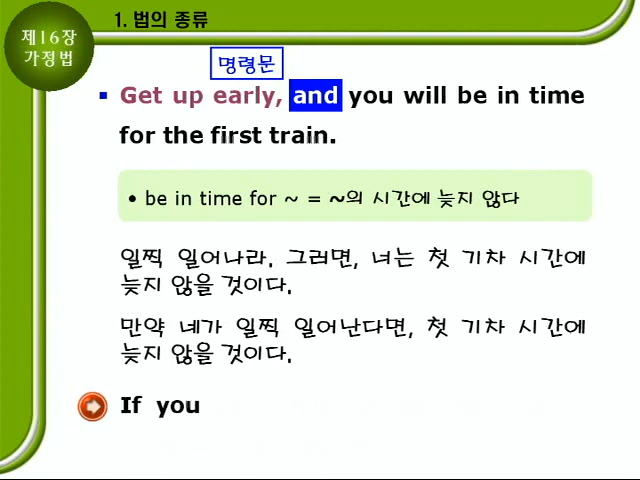 제16장
가정법
1. 법의 종류
명령문
Get up early, and you will be in time
for the first train.
• be in time for ~ = ~의 시간에 늦지 않다
일찍 일어나라. 그러면, 너는 첫 기차 시간에
늦지 않을 것이다.
만약 네가 일찍 일어난다면, 첫 기차 시간에
늦지 않을 것이다.
If you